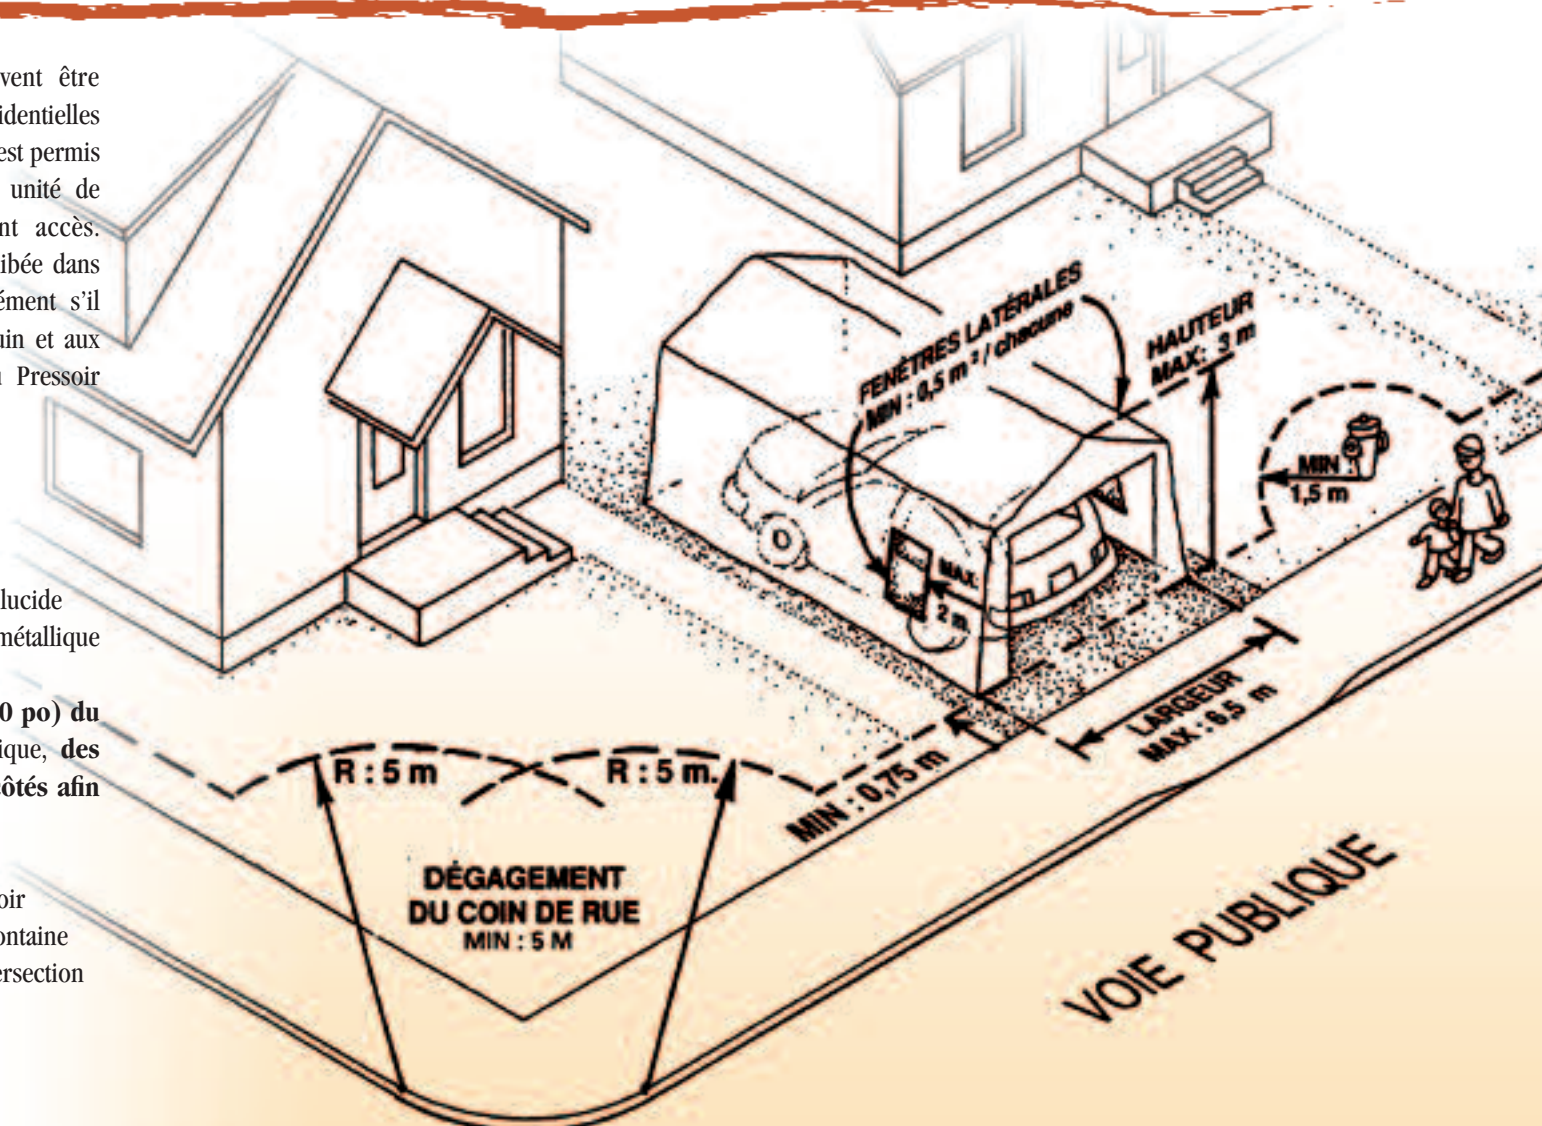 vent être
identielles
est permis
unité de
nt accès.
ibée dans
ément s'il
uin et aux
u Pressoir
lucide
métallique
0 po) du
ique, des
côtés afin
oir
ontaine
ersection
FENÊTRES LATÉRALES
MIN : 0,5 m² / chacune
HAUTEUR
MAX: 3 m
MIN :
1,5 m
MAX:
2 m
LARGEUR
MAX : 6,5 m
MIN : 0,75 m
R : 5 m
R : 5 m.
DÉGAGEMENT
DU COIN DE RUE
MIN : 5 M
VOIE PUBLIQUE